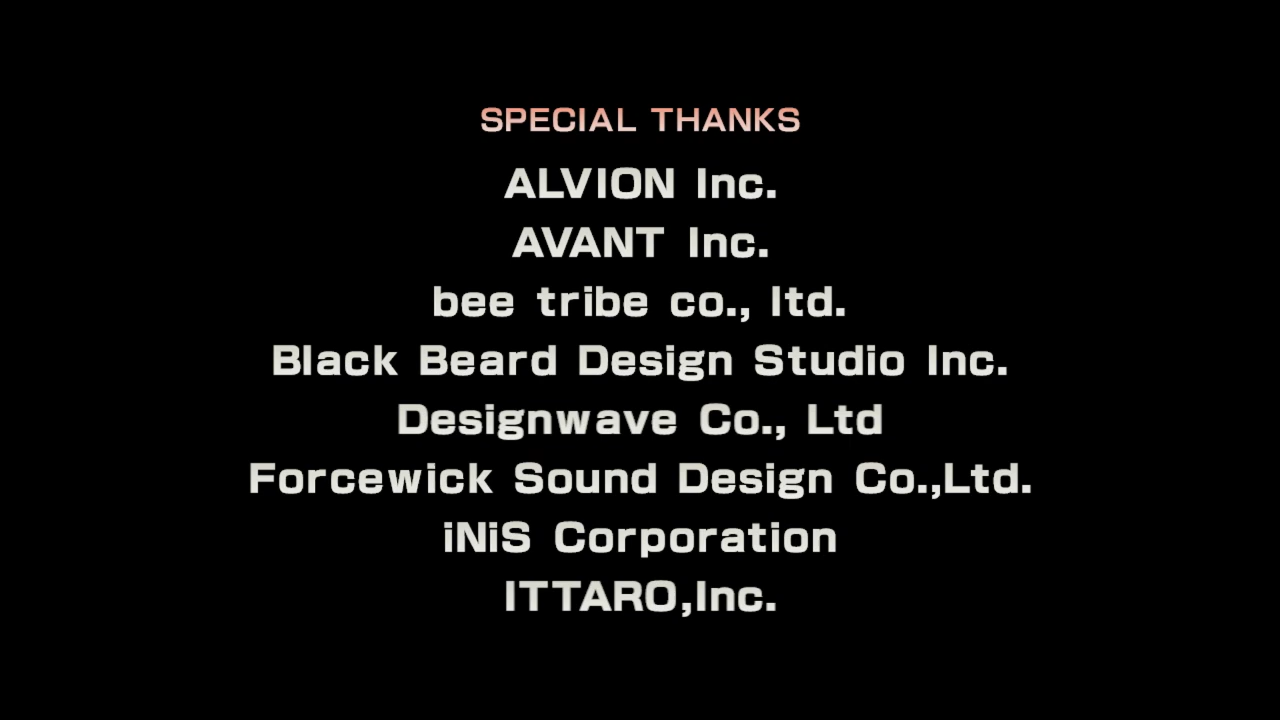 SPECIAL THANKS
ALVION Inc.
AVANT Inc.
bee tribe co., ltd.
Black Beard Design Studio Inc.
Designwave Co., Ltd
Forcewick Sound Design Co.,Ltd.
iNiS Corporation
ITTARO,Inc.